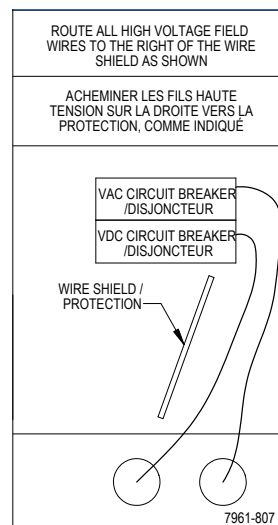 ROUTE ALL HIGH VOLTAGE FIELD
WIRES TO THE RIGHT OF THE WIRE
SHIELD AS SHOWN
ACHEMINER LES FILS HAUTE
TENSION SUR LA DROITE VERS LA
PROTECTION, COMME INDIQUÉ
VAC CIRCUIT BREAKER
/DISJONCTEUR
VDC CIRCUIT BREAKER
/DISJONCTEUR
WIRE SHIELD /
PROTECTION
7961-807